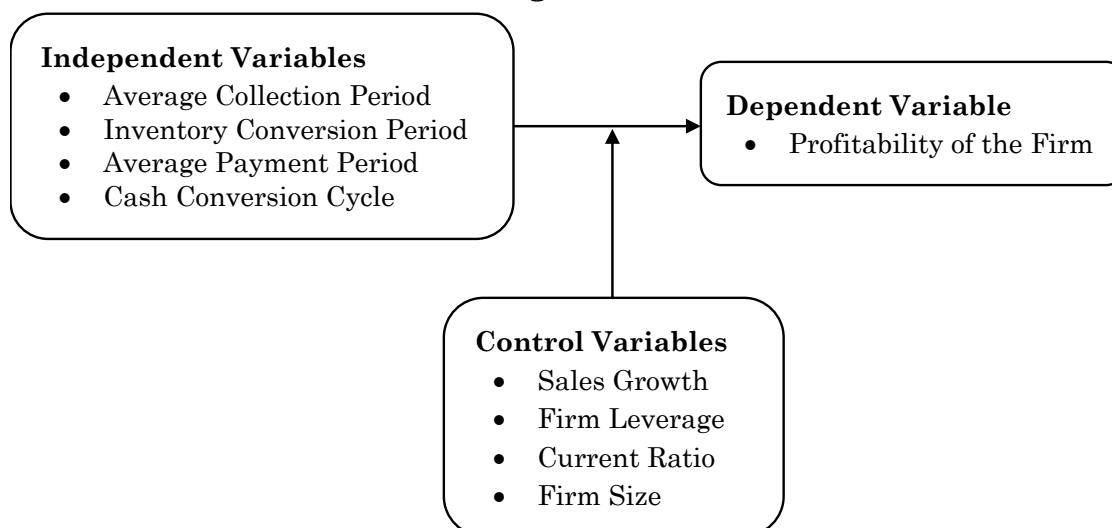 Independent Variables
• Average Collection Period
• Inventory Conversion Period
• Average Payment Period
• Cash Conversion Cycle
Dependent Variable
• Profitability of the Firm
Control Variables
• Sales Growth
• Firm Leverage
• Current Ratio
• Firm Size